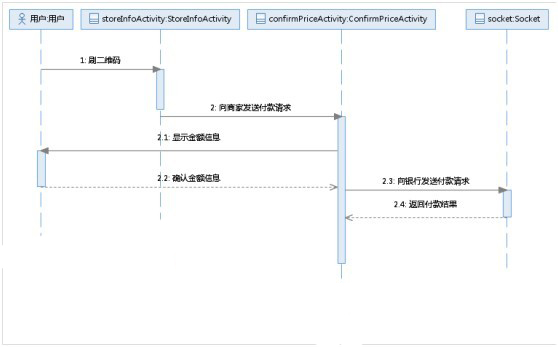 用户:用户
storeInfoActivity:StoreInfoActivity
confirmPriceActivity:ConfirmPriceActivity
socket:Socket
1: 刷二维码
2: 向商家发送付款请求
2.1: 显示金额信息
2.2: 确认金额信息
2.3: 向银行发送付款请求
2.4: 返回付款结果